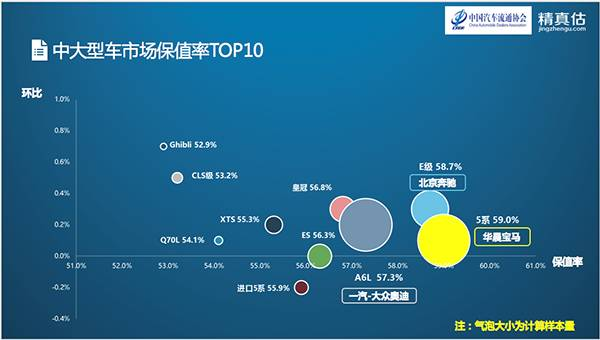 中国汽车流通协会
China Automobile Dealers Association
精真估
jingzhengu.com
中大型车市场保值率TOP10
环比
1.0%
0.8%
0.6%
0.4%
0.2%
0.0%
-0.2%
-0.4%
Ghibli 52.9%
CLS级 53.2%
E级 58.7%
北京奔驰
皇冠 56.8%
XTS 55.3%
5系 59.0%
华晨宝马
Q70L 54.1%
ES 56.3%
51.0% 52.0% 53.0% 54.0% 55.0% 56.0% 57.0% 58.0% 59.0% 60.0% 61.0%
保值率
A6L 57.3%
一汽-大众奥迪
进口5系 55.9%
注：气泡大小为计算样本量